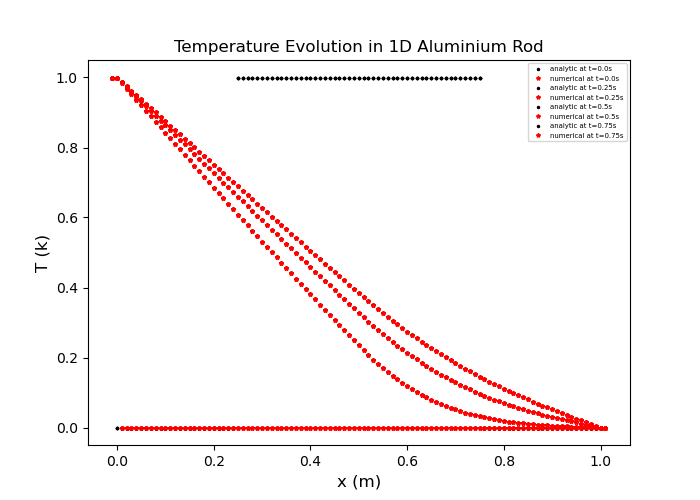 Temperature Evolution in 1D Aluminium Rod
analytic at t=0.0s
numerical at t=0.0s
analytic at t=0.25s
numerical at t=0.25s
analytic at t=0.5s
numerical at t=0.5s
analytic at t=0.75s
numerical at t=0.75s
1.0
0.8
0.6
0.4
0.2
0.0
T (k)
0.0 0.2 0.4 0.6 0.8 1.0
x (m)